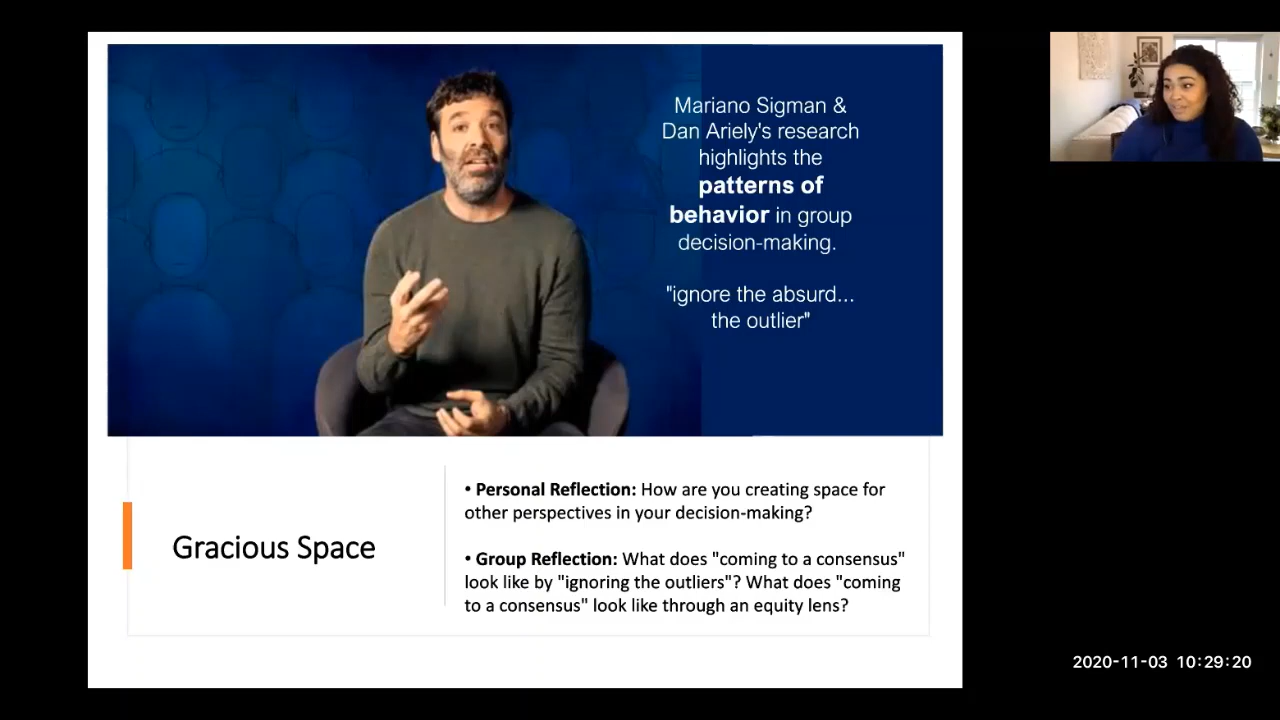 Mariano Sigman &
Dan Ariely's research
highlights the
patterns of
behavior in group
decision-making.
"ignore the absurd...
the outlier"
Gracious Space
• Personal Reflection: How are you creating space for
other perspectives in your decision-making?
• Group Reflection: What does "coming to a consensus"
look like by "ignoring the outliers"? What does "coming
to a consensus" look like through an equity lens?
2020-11-03 10:29:20